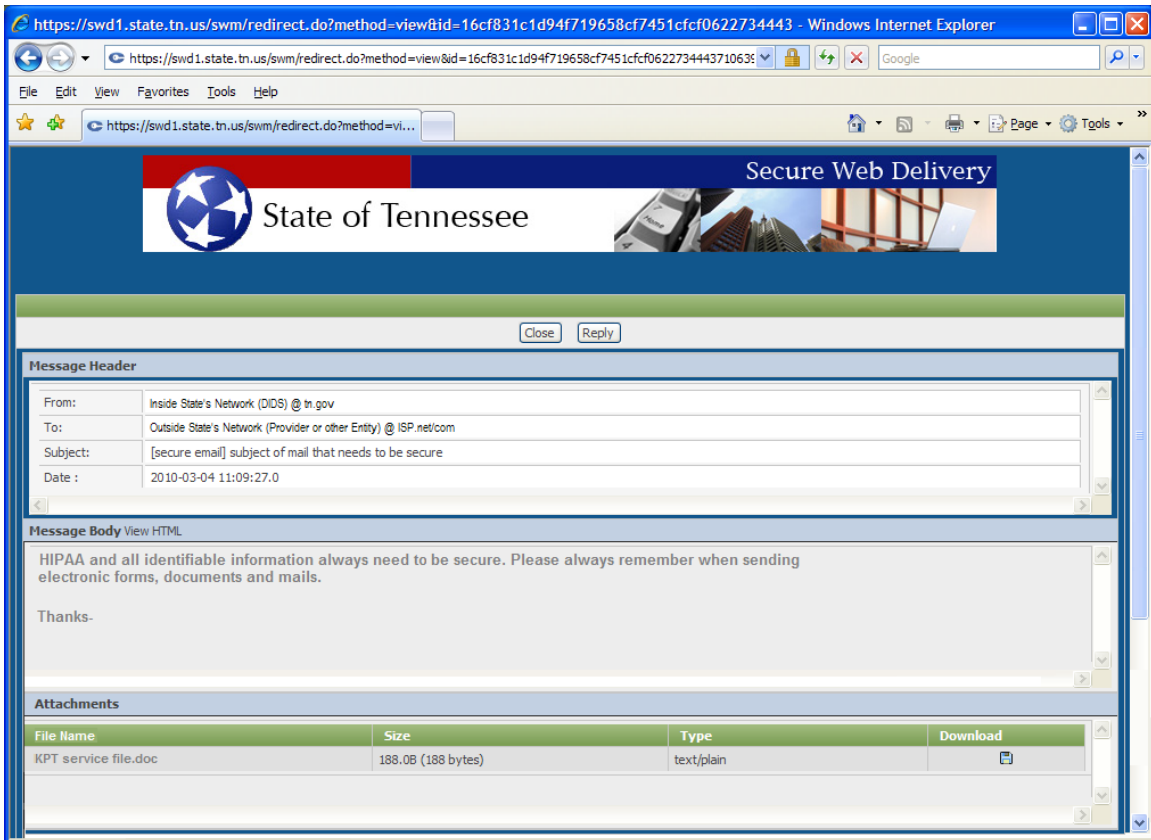 https://swd1.state.tn.us/swm/redirect.do?method=view&id=16cf831c1d94f719658cf7451cfcf0622734443 - Windows Internet Explorer
https://swd1.state.tn.us/swm/redirect.do?method=view&id=16cf831c1d94f719658cf7451cfcf062273444371063
Google
File Edit View Favorites Tools Help
https://swd1.state.tn.us/swm/redirect.do?method=vi...
Page Tools
Secure Web Delivery
State of Tennessee
Home
4
7
Close Reply
Message Header
From: Inside State's Network (DIDS) @ tn.gov
To: Outside State's Network (Provider or other Entity) @ ISP.net/com
Subject: [secure email] subject of mail that needs to be secure
Date : 2010-03-04 11:09:27.0
Message Body View HTML
HIPAA and all identifiable information always need to be secure. Please always remember when sending
electronic forms, documents and mails.
Thanks-
Attachments
File Name Size Type Download
KPT service file.doc 188.0B (188 bytes) text/plain